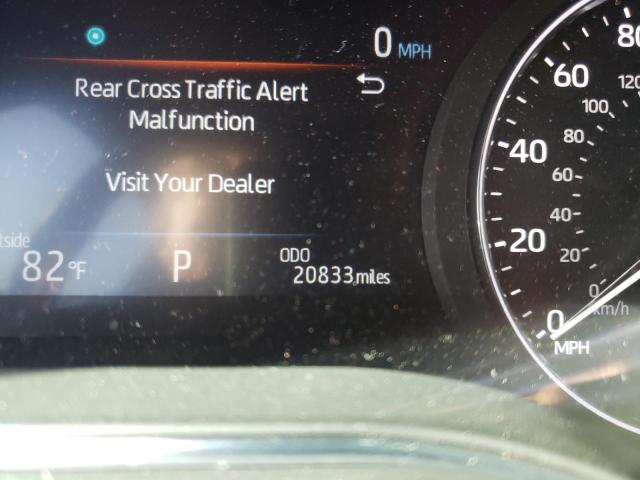 0 MPH
Rear Cross Traffic Alert
Malfunction
Visit Your Dealer
tside
82°F
P
ODO
20833 miles
80
60
40
20
0
MPH
120
100
80
60
40
20
0
km/h